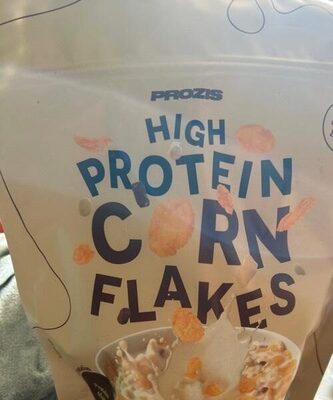 PROZIS
HIGH
PROTEIN
CORN
FLAKES